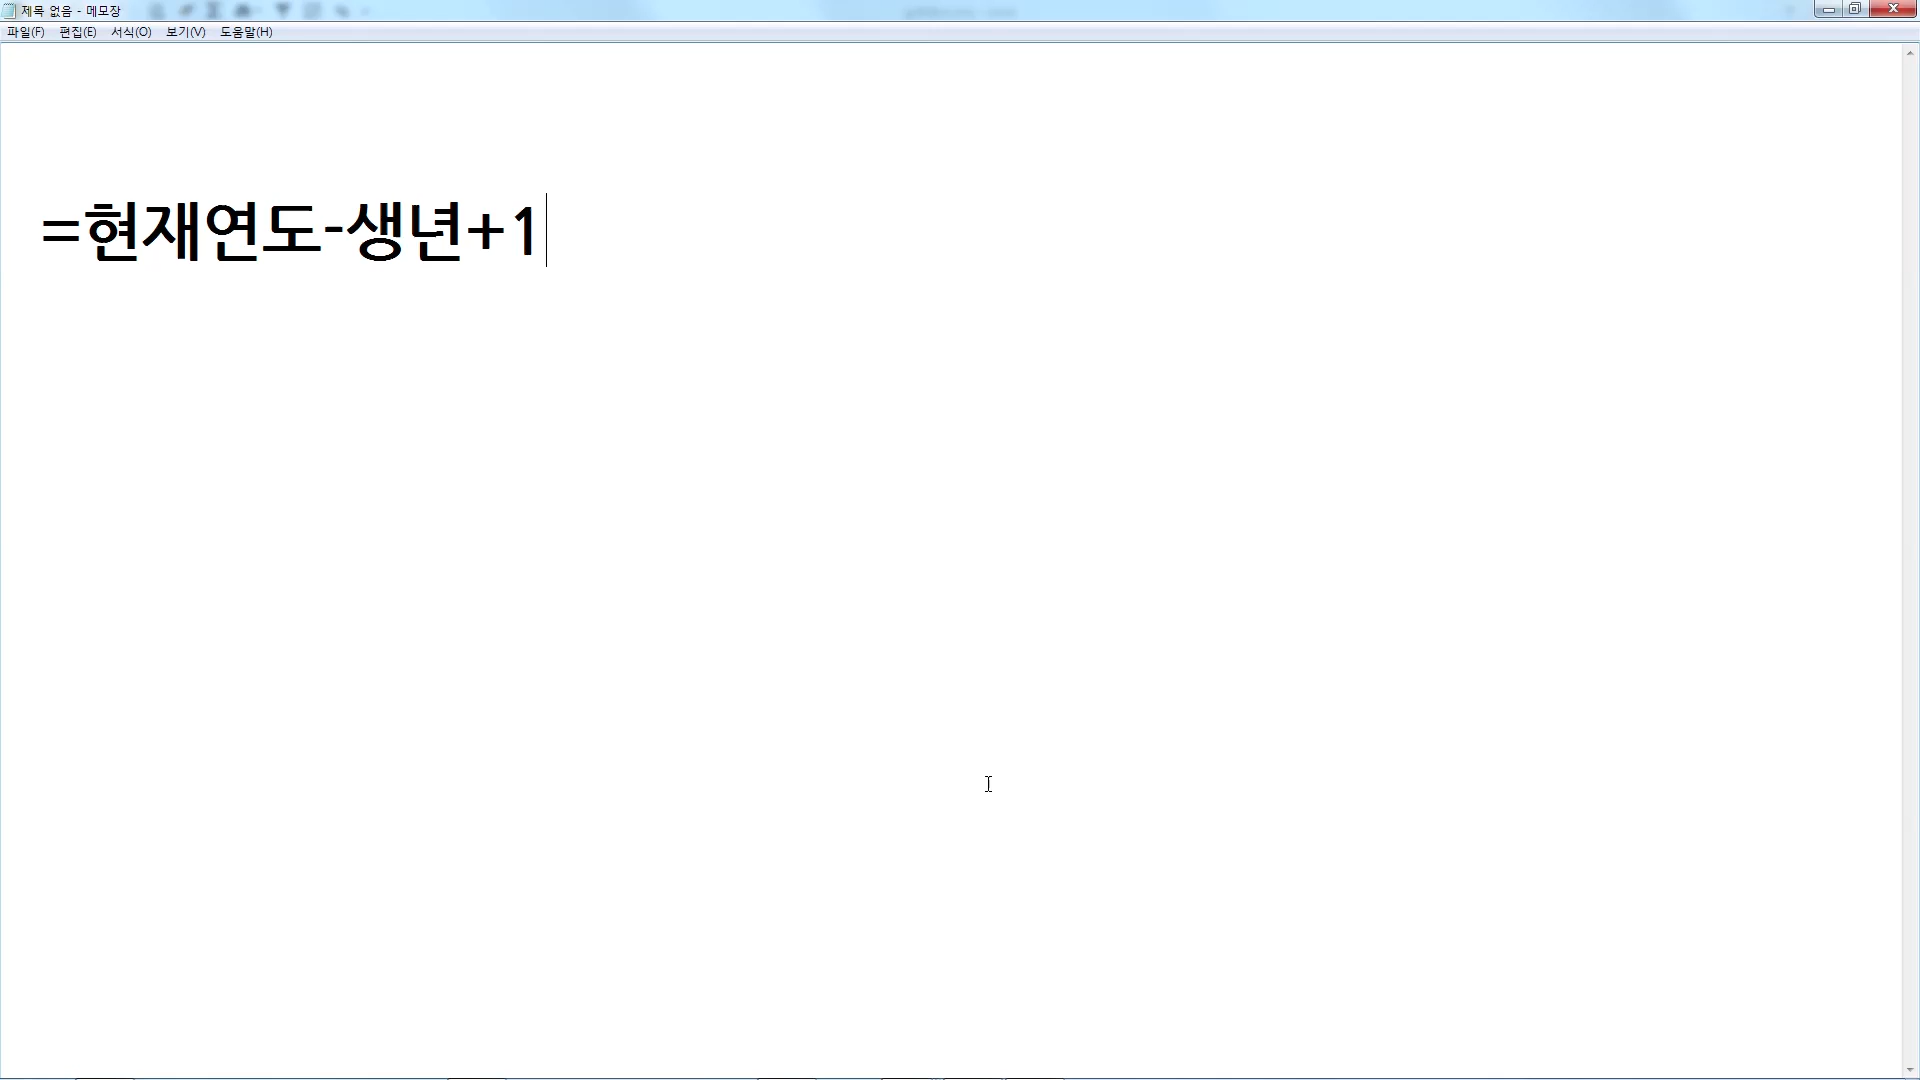 제목 없음 - 메모장
파일(F) 편집(E) 서식(O) 보기(V) 도움말(H)
=현재연도-생년+1